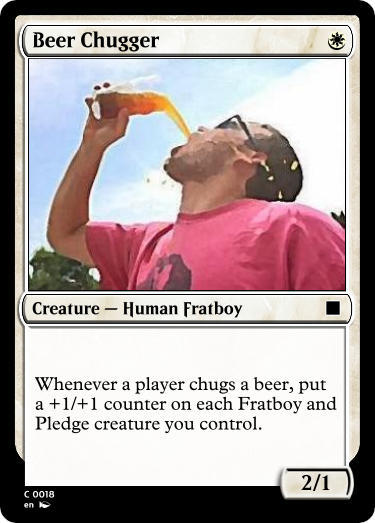 Beer Chugger
Creature — Human Fratboy
Whenever a player chugs a beer, put
a +1/+1 counter on each Fratboy and
Pledge creature you control.
2/1
C 0018
en